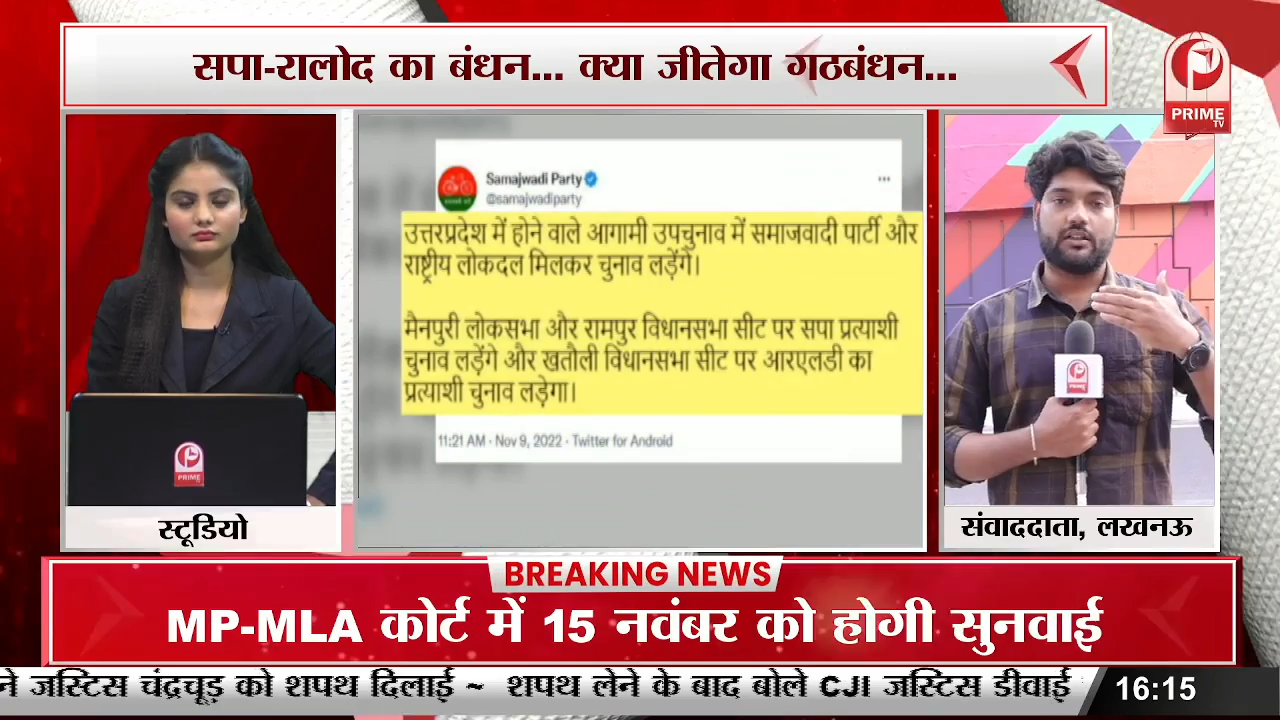 सपा-रालोद का बंधन... क्या जीतेगा गठबंधन...
PRIME
TV
Samajwadi Party
@samajwadiparty
उत्तरप्रदेश में होने वाले आगामी उपचुनाव में समाजवादी पार्टी और
राष्ट्रीय लोकदल मिलकर चुनाव लड़ेंगे।
मैनपुरी लोकसभा और रामपुर विधानसभा सीट पर सपा प्रत्याशी
चुनाव लड़ेंगे और खतौली विधानसभा सीट पर आरएलडी का
प्रत्याशी चुनाव लड़ेगा।
11:21 AM · Nov 9, 2022 · Twitter for Android
PRIME
स्टूडियो
संवाददाता, लखनऊ
BREAKING NEWS
MP-MLA कोर्ट में 15 नवंबर को होगी सुनवाई
ने जस्टिस चंद्रचूड़ को शपथ दिलाई ~ शपथ लेने के बाद बोले CJI जस्टिस डीवाई
16:15